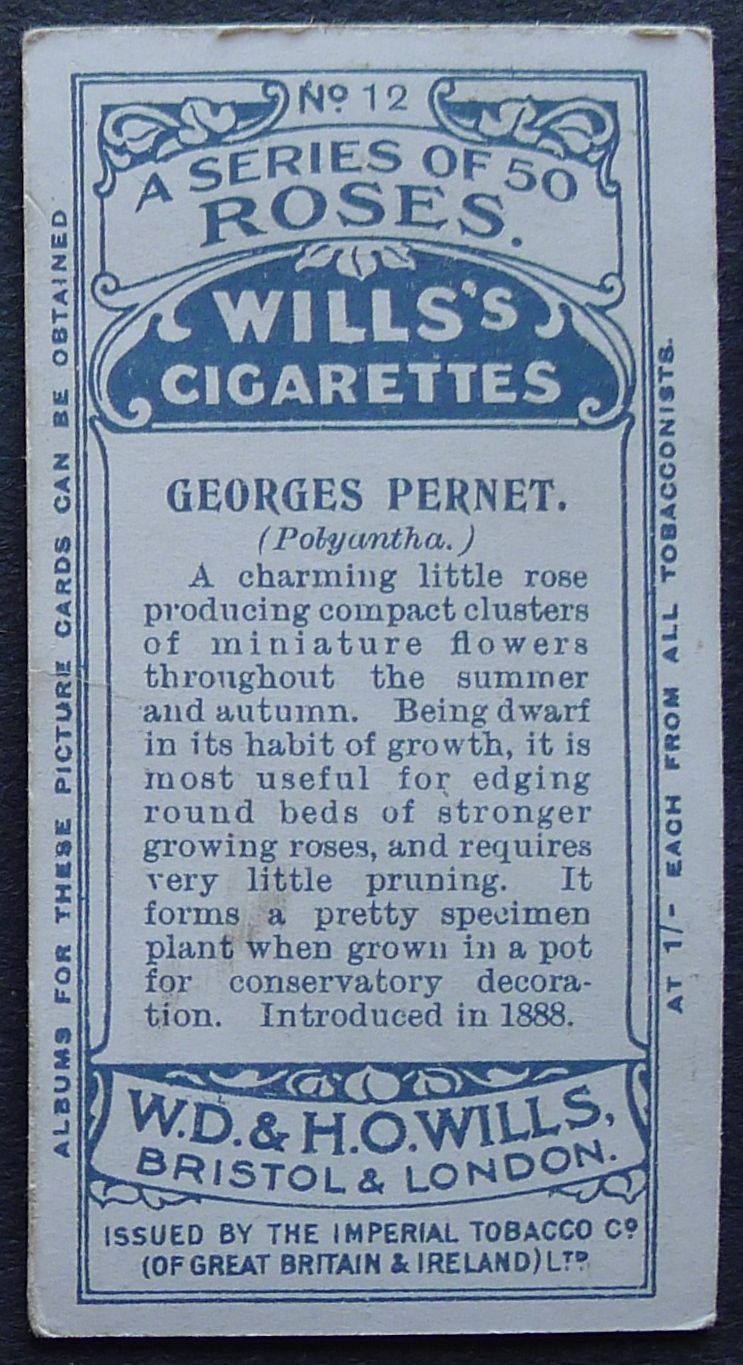 Nº 12
A SERIES OF 50
ROSES.
WILLS'S
CIGARETTES
GEORGES PERNET.
(Polyantha.)
A charming little rose
producing compact clusters
of miniature flowers
throughout the summer
and autumn. Being dwarf
in its habit of growth, it is
most useful for edging
round beds of stronger
growing roses, and requires
very little pruning. It
forms a pretty specimen
plant when grown in a pot
for conservatory decora-
tion. Introduced in 1888.
W.D. & H.O. WILLS,
BRISTOL & LONDON.
ISSUED BY THE IMPERIAL TOBACCO Cº
(OF GREAT BRITAIN & IRELAND) LTD
ALBUMS FOR THESE PICTURE CARDS CAN BE OBTAINED
AT 1/- EACH FROM ALL TOBACCONISTS.